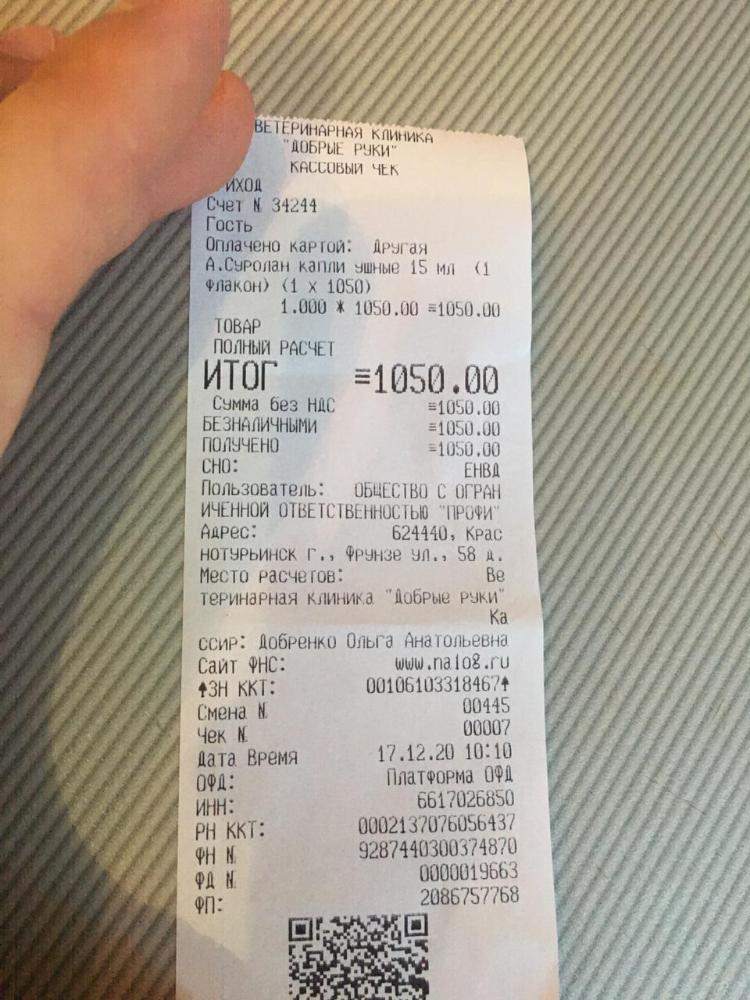 ВЕТЕРИНАРНАЯ КЛИНИКА
"ДОБРЫЕ РУКИ"
КАССОВЫЙ ЧЕК
ИХОД
Счет № 34244
Гость
Оплачено картой: Другая
А.Суролан капли ушные 15 мл (1
флакон) (1 x 1050)
1.000 * 1050.00 ≡1050.00
ТОВАР
ПОЛНЫЙ РАСЧЕТ
ИТОГ ≡1050.00
Сумма без НДС ≡1050.00
БЕЗНАЛИЧНЫМИ ≡1050.00
ПОЛУЧЕНО ≡1050.00
СНО: ЕНВД
Пользователь: ОБЩЕСТВО С ОГРАН
ИЧЕННОЙ ОТВЕТСТВЕННОСТЬЮ "ПРОФИ"
Адрес: 624440, Крас
нотурьинск г., Фрунзе ул., 58 д.
Место расчетов: Ве
теринарная клиника "Добрые руки"
Ка
ссир: Добренко Ольга Анатольевна
Сайт ФНС: www.nalog.ru
↑ЗН ККТ: 00106103318467↑
Смена № 00445
Чек № 00007
Дата Время 17.12.20 10:10
ОФД: Платформа ОФД
ИНН: 6617026850
РН ККТ: 0002137076056437
ФН № 9287440300374870
ФД № 0000019663
ФП: 2086757768